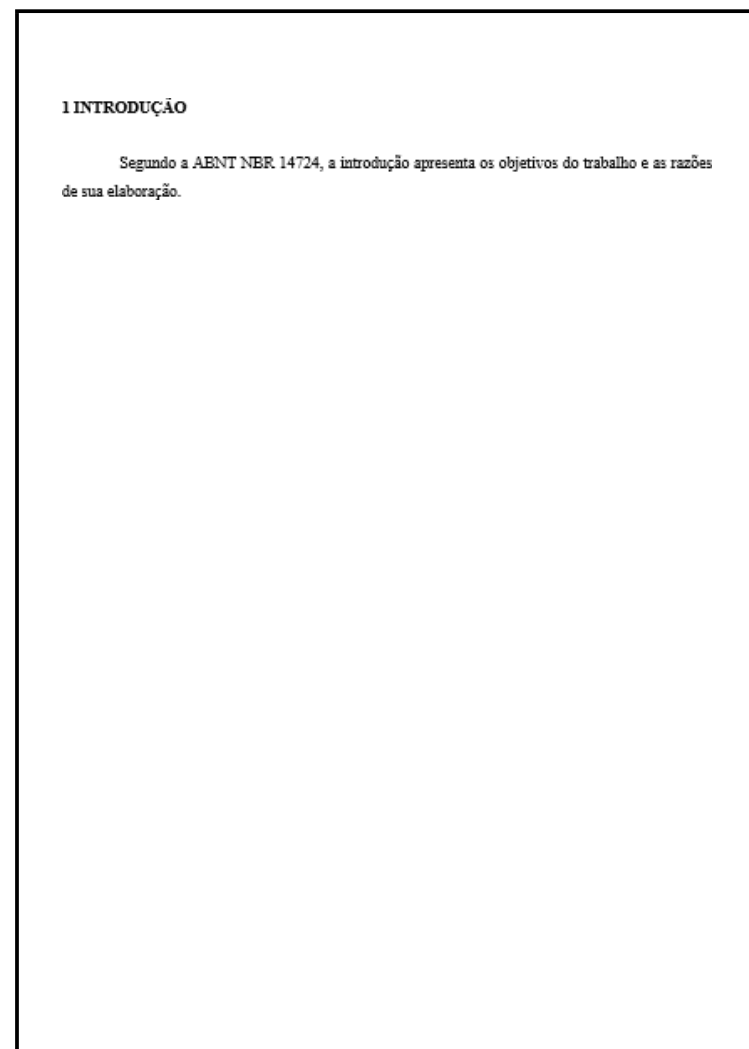 1 INTRODUÇÃO
Segundo a ABNT NBR 14724, a introdução apresenta os objetivos do trabalho e as razões
de sua elaboração.